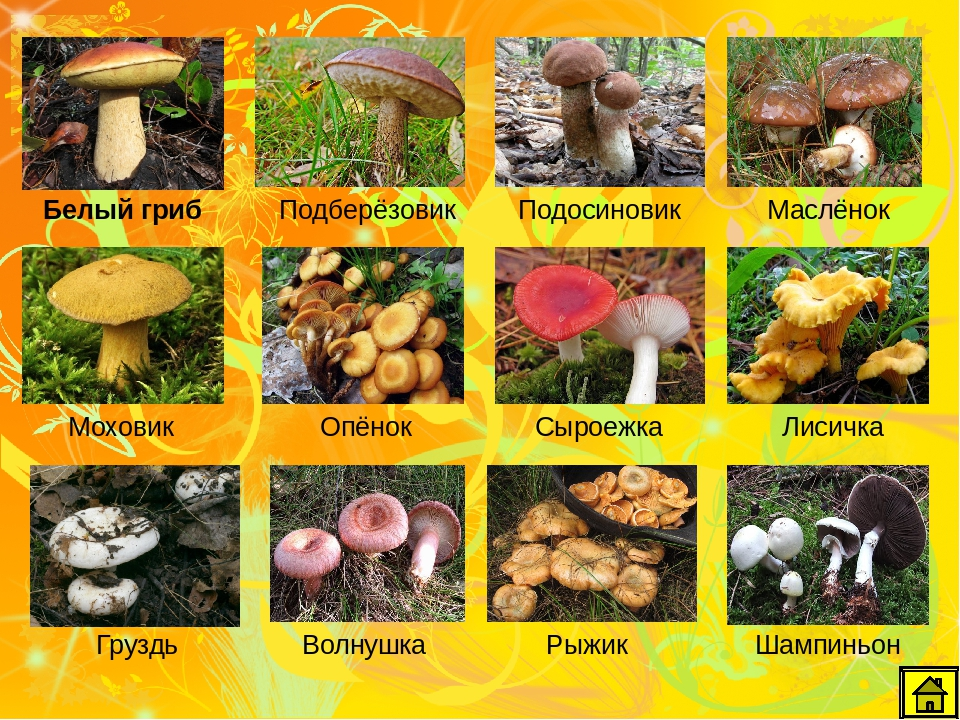 Белый гриб Подберёзовик Подосиновик Маслёнок
Моховик Опёнок Сыроежка Лисичка
Груздь Волнушка Рыжик Шампиньон